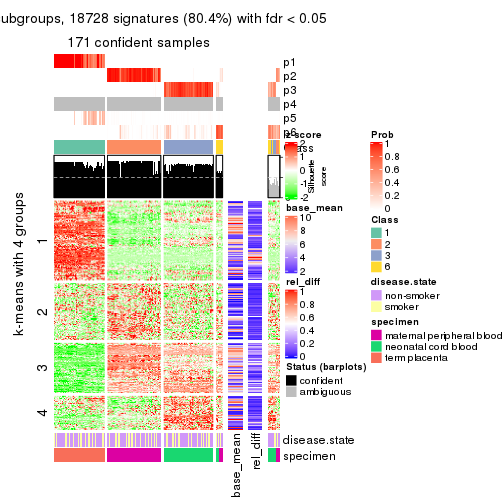 ubgroups, 18728 signatures (80.4%) with fdr < 0.05
171 confident samples
p1
p2
p3
p4
p5
p6
Class
k-means with 4 groups
1
2
3
4
z-score
2
1
0
-1
-2
Silhouette
score
base_mean
10
8
6
4
2
rel_diff
1
0.8
0.6
0.4
0.2
0
Status (barplots)
confident
ambiguous
Prob
1
0.8
0.6
0.4
0.2
0
Class
1
2
3
6
disease.state
non-smoker
smoker
specimen
maternal peripheral blood
neonatal cord blood
term placenta
disease.state
specimen
base_mean
rel_diff